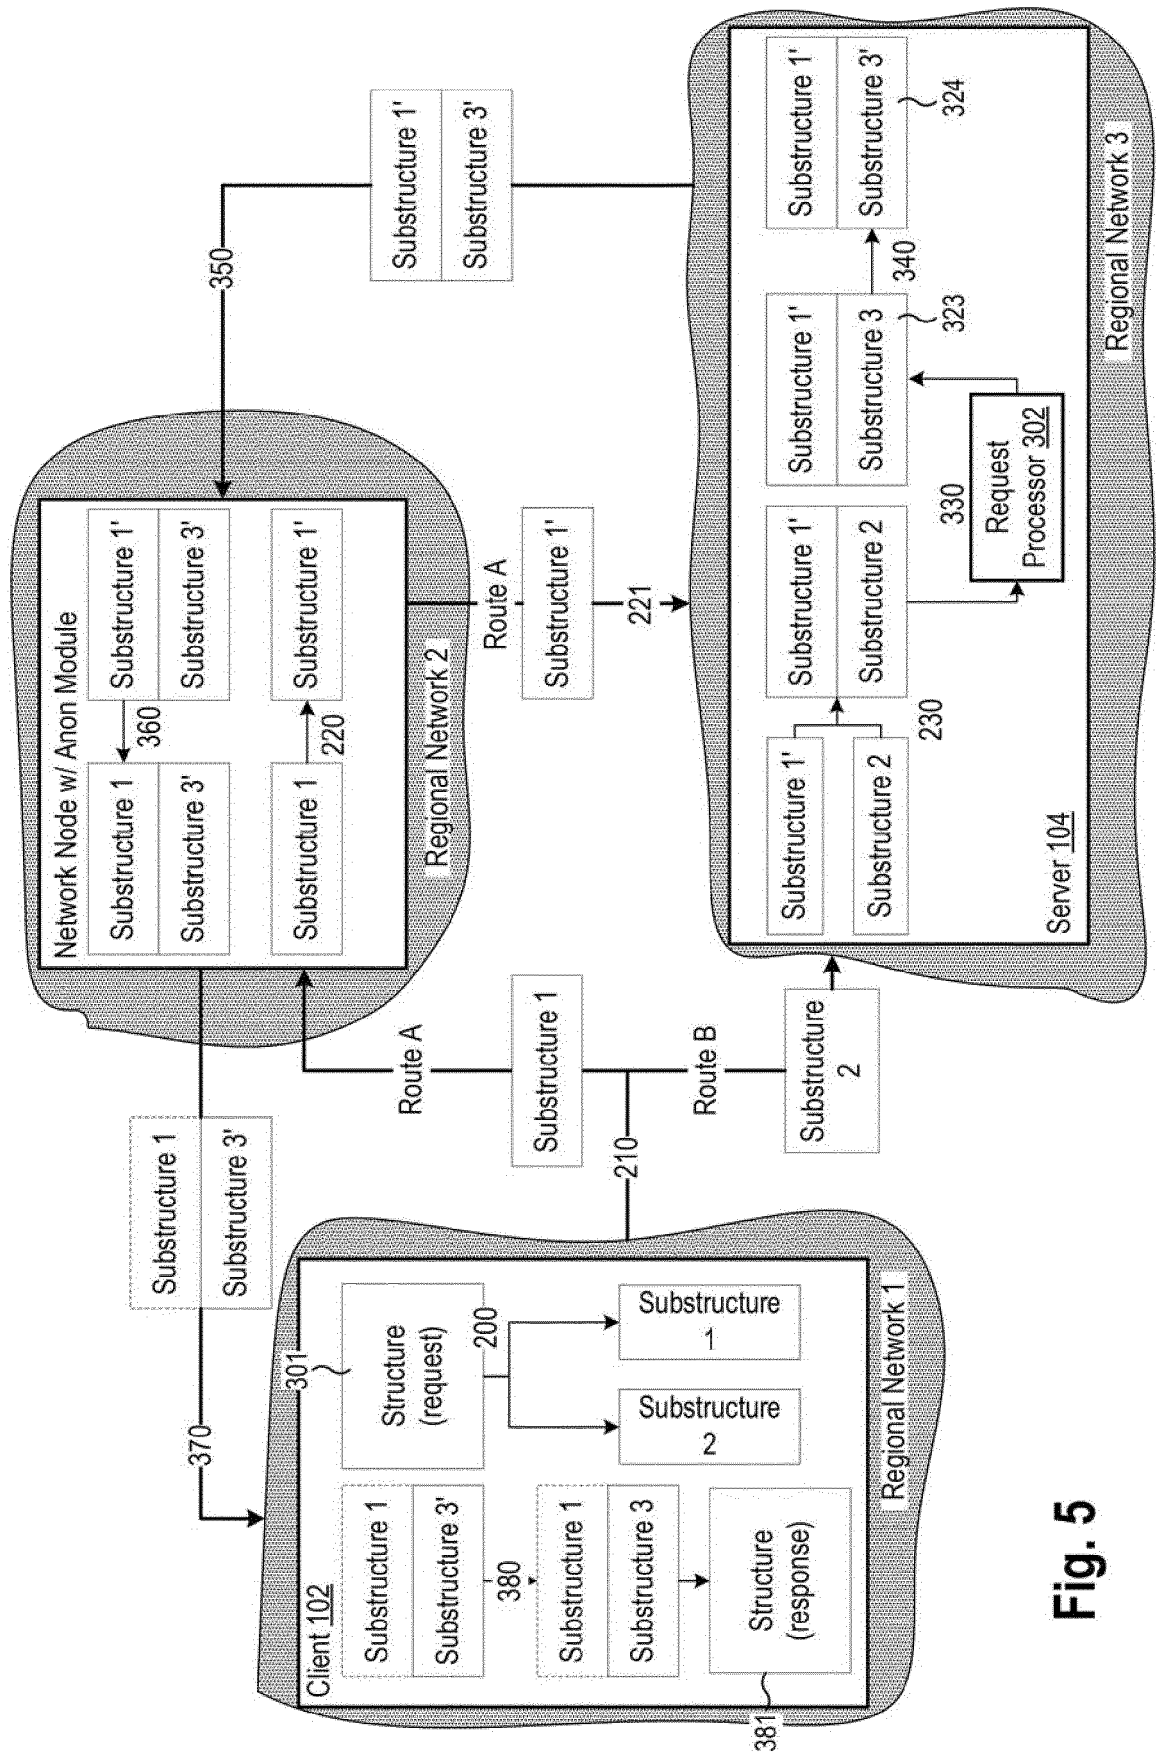 Client 102
Substructure 1
Substructure 3'
380
Substructure 1
Substructure 3
Structure
(response)
381
301
Structure
(request)
200
Substructure
2
Substructure
1
Regional Network 1
370
Substructure 1
Substructure 3'
210
Route A
Substructure 1
Route B
Substructure
2
Network Node w/ Anon Module
Substructure 1
Substructure 3'
360
Substructure 1'
Substructure 3'
Substructure 1
220
Substructure 1'
Regional Network 2
Route A
Substructure 1'
221
350
Substructure 1'
Substructure 3'
Substructure 1'
Substructure 2
230
Substructure 1'
Substructure 2
330
Request
Processor 302
Substructure 1'
Substructure 3
323
340
Substructure 1'
Substructure 3'
324
Server 104
Regional Network 3
Fig. 5